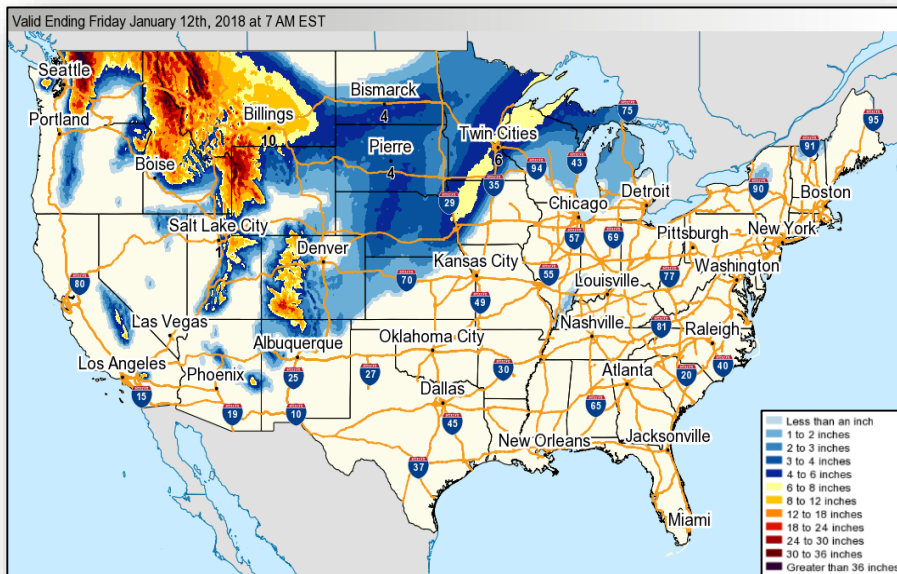 Valid Ending Friday January 12th, 2018 at 7 AM EST
Seattle
Portland
Billings
10
Bismarck
4
Twin Cities
6
75
95
Boise
Pierre
4
94
43
91
90
Boston
29
35
Detroit
Chicago
Salt Lake City
Denver
57
69
Pittsburgh
New York
80
70
Kansas City
55
Louisville
77
Washington
49
Las Vegas
Nashville
81
Raleigh
Los Angeles
Phoenix
Albuquerque
Oklahoma City
25
27
30
Atlanta
20
40
15
19
10
Dallas
45
65
New Orleans
Jacksonville
37
Miami
Less than an inch
1 to 2 inches
2 to 3 inches
3 to 4 inches
4 to 6 inches
6 to 8 inches
8 to 12 inches
12 to 18 inches
18 to 24 inches
24 to 30 inches
30 to 36 inches
Greater than 36 inches